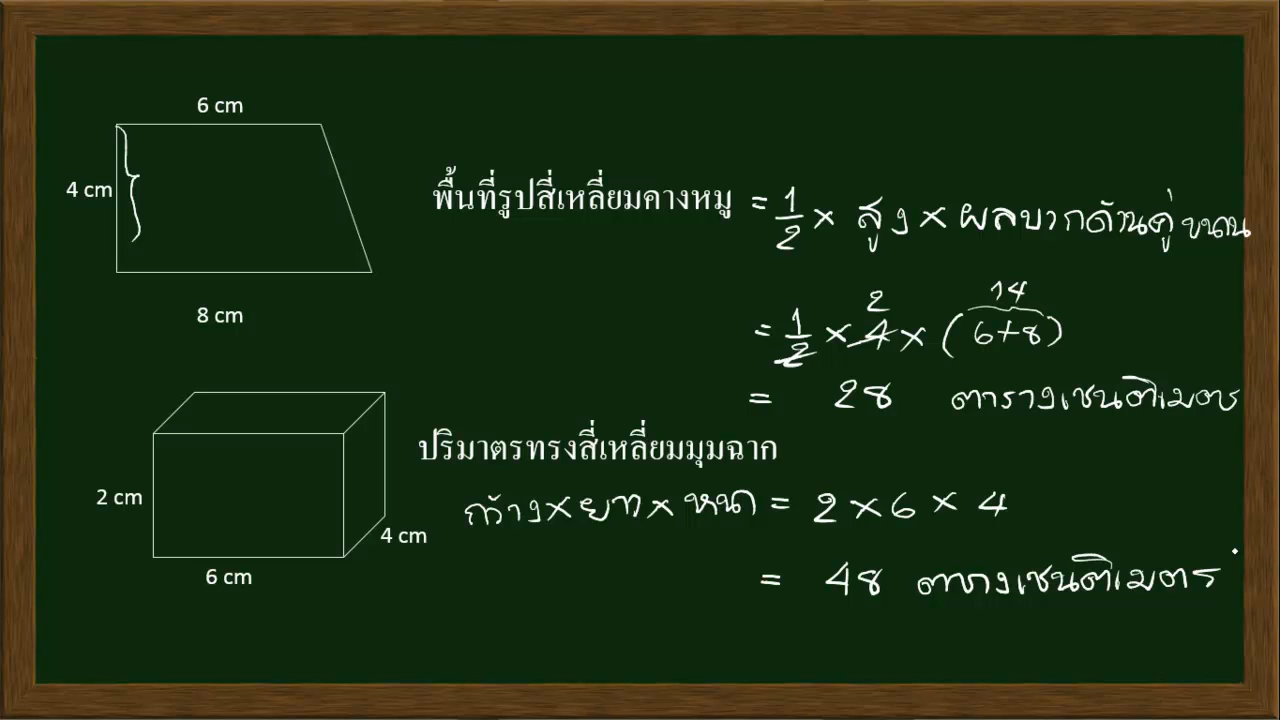 6 cm
4 cm
8 cm
พื้นที่รูปสี่เหลี่ยมคางหมู = 1/2 × สูง × ผลบวกด้านคู่ขนาน
2 14
= 1/2 × 4 × (6+8)
= 28 ตารางเซนติเมตร
ปริมาตรทรงสี่เหลี่ยมมุมฉาก
2 cm
4 cm
6 cm
กว้าง × ยาว × หนา = 2 × 6 × 4
= 48 ตารางเซนติเมตร